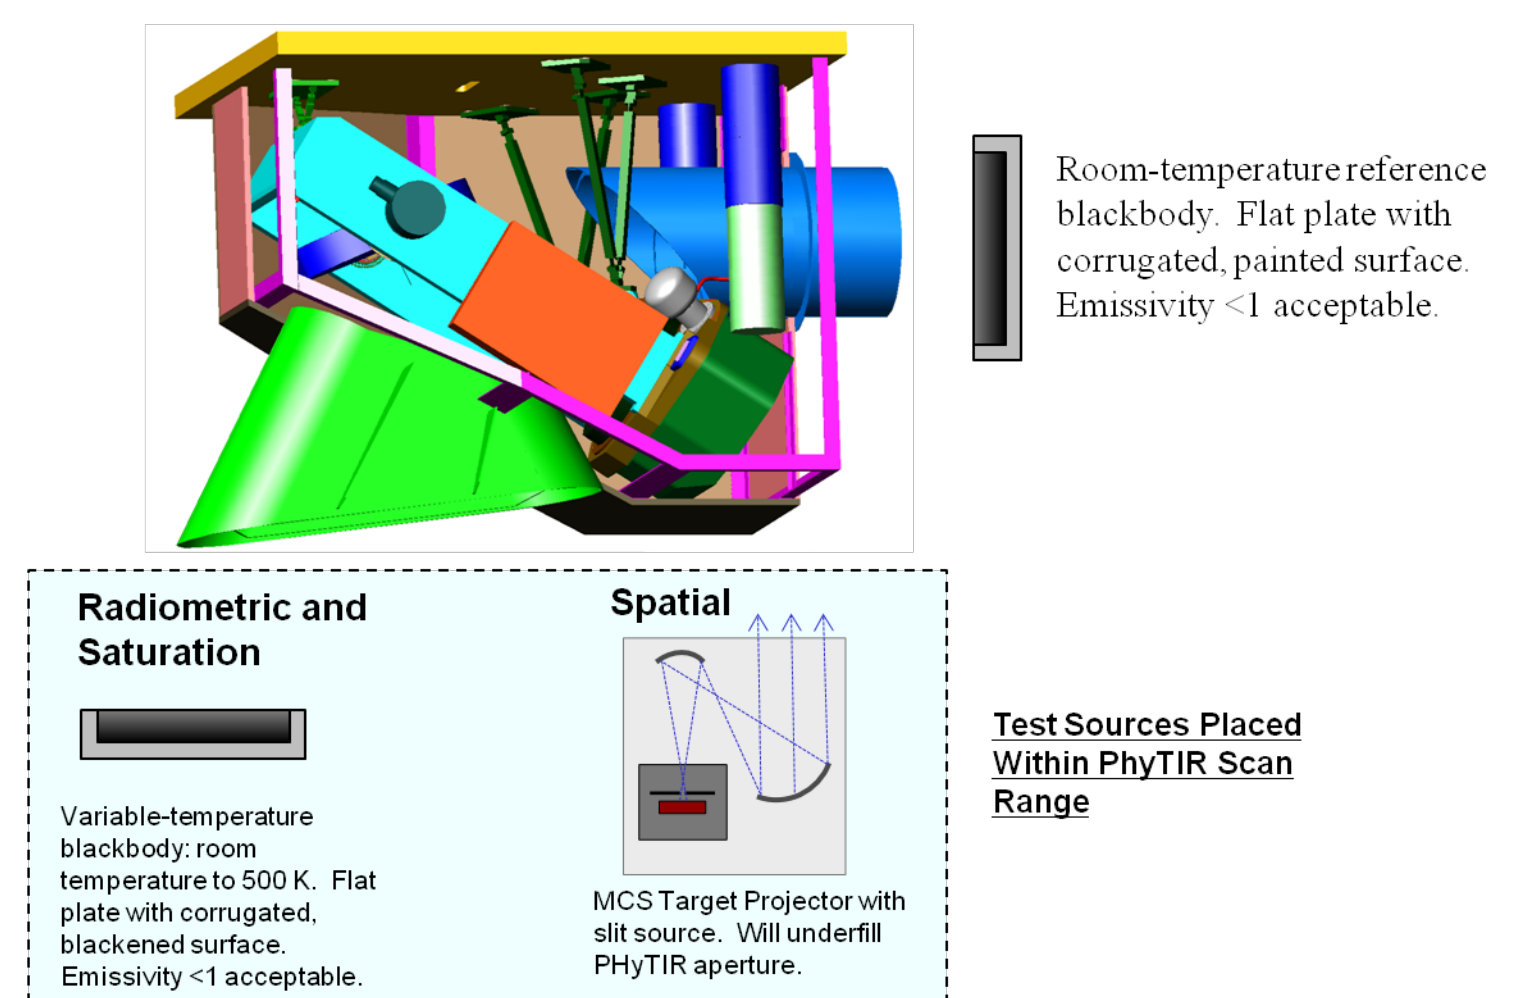 Room-temperature reference
blackbody.  Flat plate with
corrugated, painted surface.
Emissivity <1 acceptable.
Radiometric and
Saturation
Spatial
Variable-temperature
blackbody: room
temperature to 500 K.  Flat
plate with corrugated,
blackened surface.
Emissivity <1 acceptable.
MCS Target Projector with
slit source.  Will underfill
PHyTIR aperture.
Test Sources Placed
Within PhyTIR Scan
Range